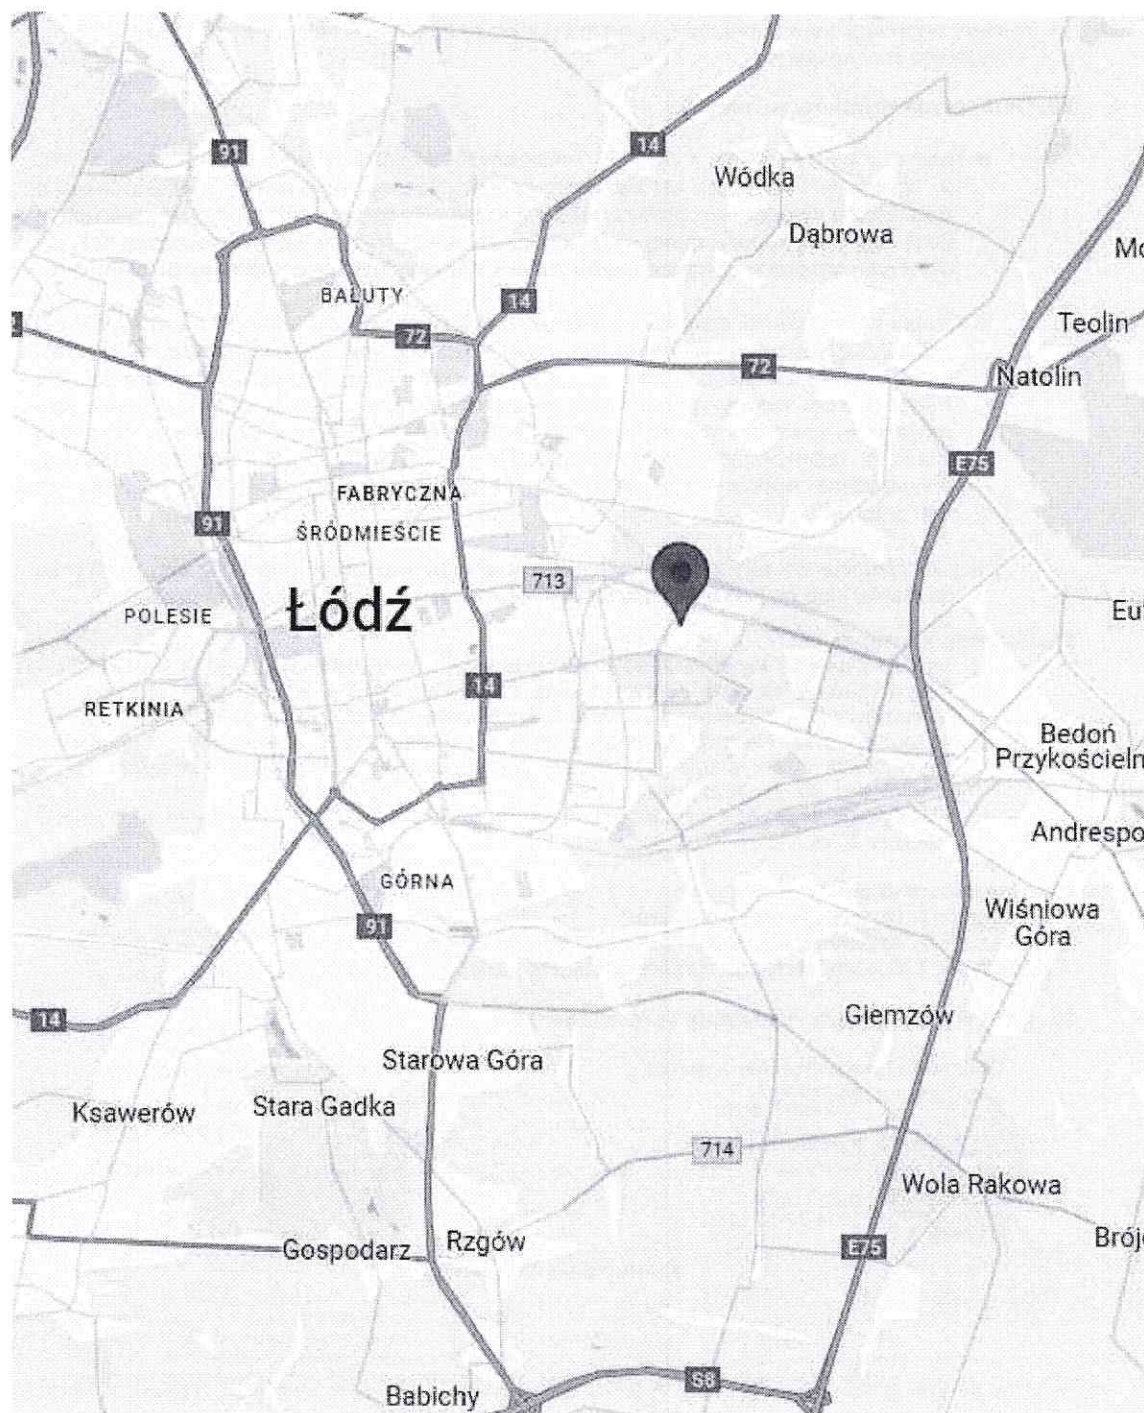 14
91
Wódka
Dąbrowa
BAŁUTY
14
Teolin
72
72
Natolin
E75
FABRYCZNA
ŚRÓDMIEŚCIE
91
713
Łódź
POLESIE
14
RETKINIA
Bedoń
GÓRNA
91
Wiśniowa
Góra
14
Giemzów
Starowa Góra
Ksawerów
Stara Gadka
714
Wola Rakowa
Rzgów
Gospodarz
E75
S8
Babichy